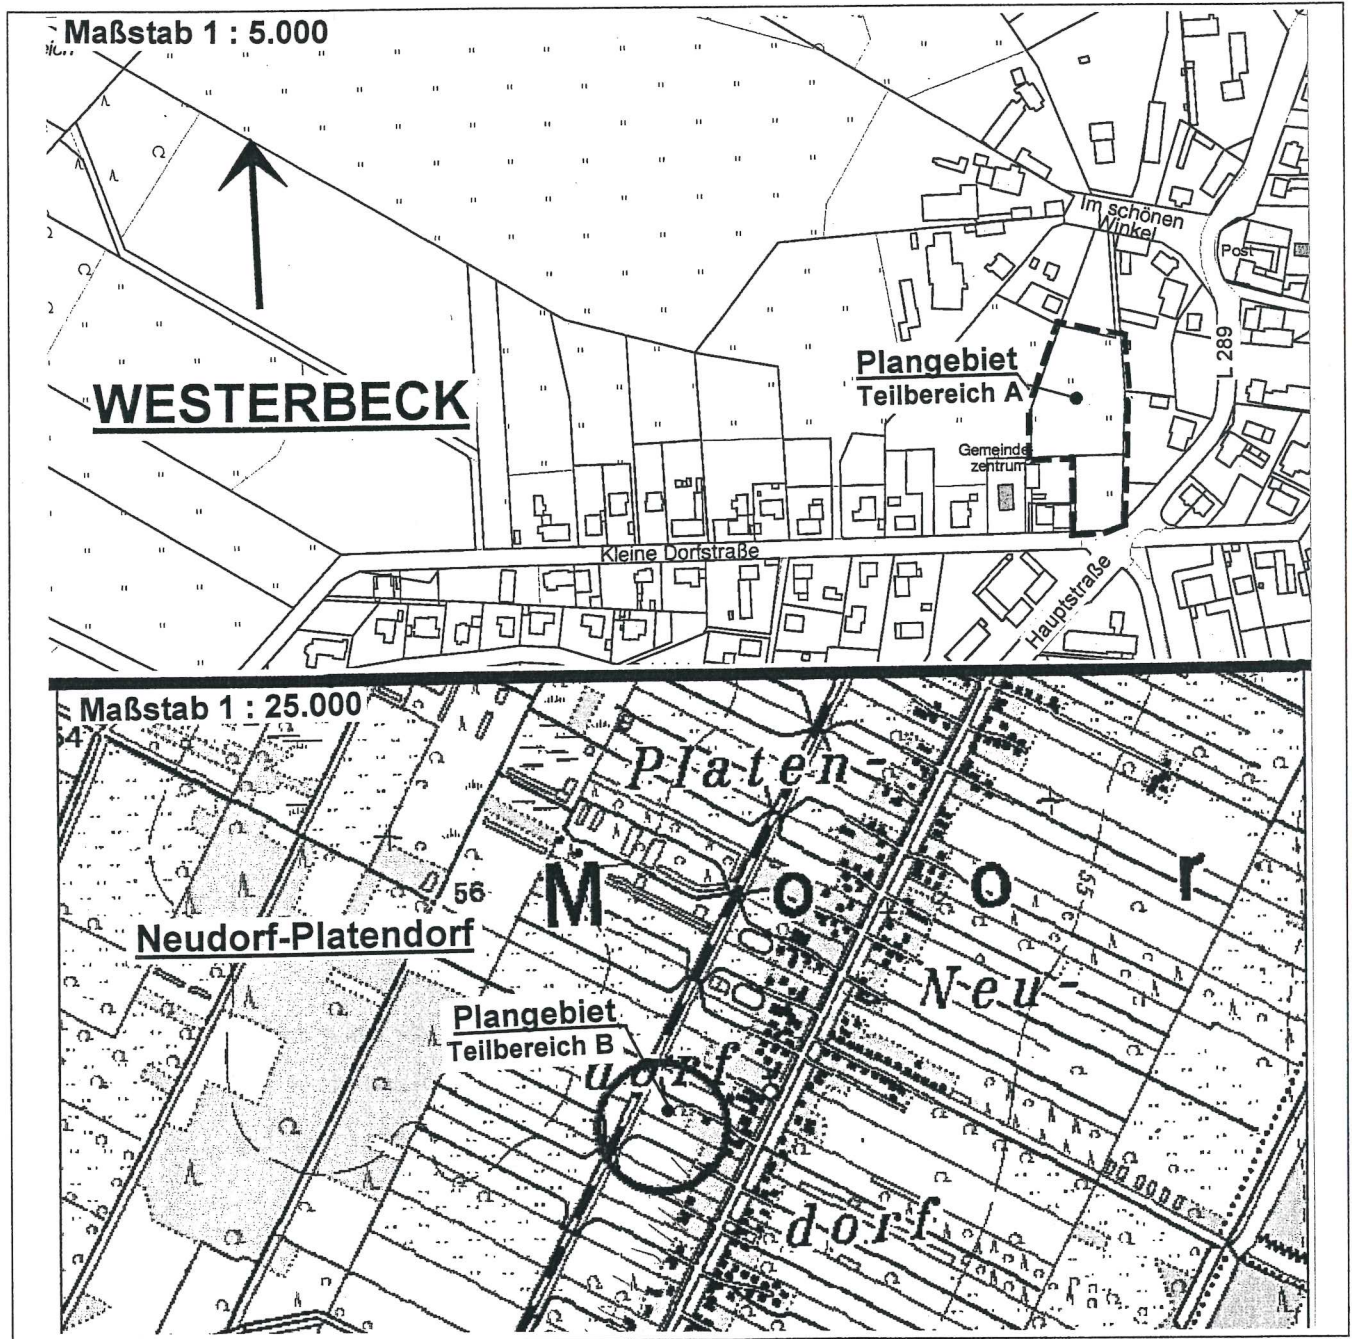 Maßstab 1 : 5.000
WESTERBECK
Im schönen
Winkel
Post
L 289
Plangebiet
Teilbereich A
Gemeinde
zentrum
Kleine Dorfstraße
Hauptstraße
Maßstab 1 : 25.000
Platen-
M o o r
56
55
Neudorf-Platendorf
Neu-
Plangebiet
Teilbereich B
dorf
dorf